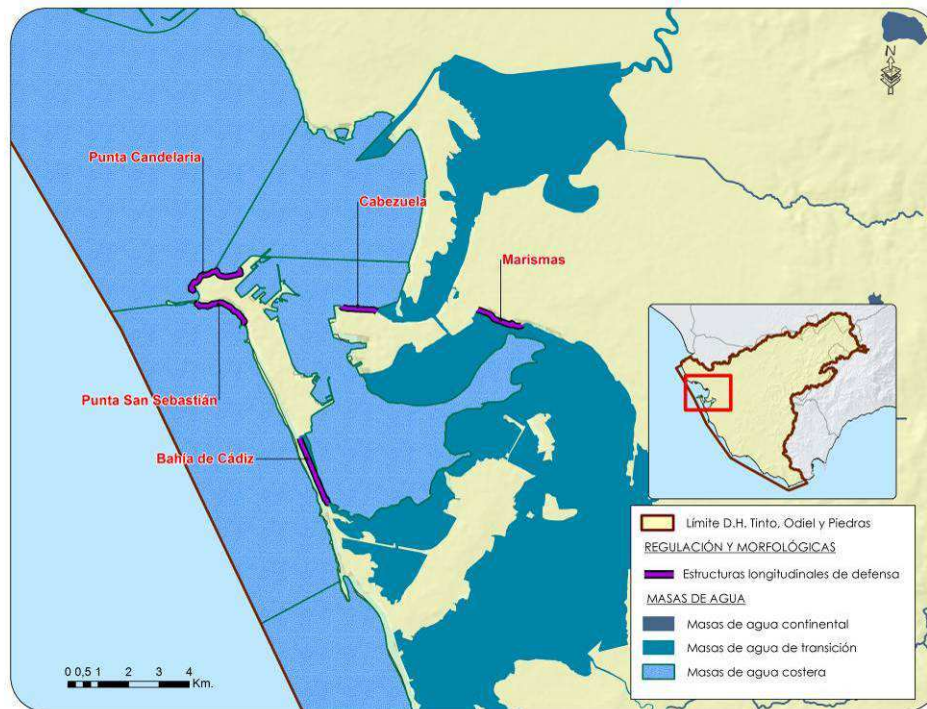 N
Punta Candelaria
Cabezuela
Marismas
Punta San Sebastián
Bahía de Cádiz
Límite D.H. Tinto, Odiel y Piedras
REGULACIÓN Y MORFOLÓGICAS
Estructuras longitudinales de defensa
MASAS DE AGUA
Masas de agua continental
Masas de agua de transición
Masas de agua costera
0 0,5 1 2 3 4
Km.